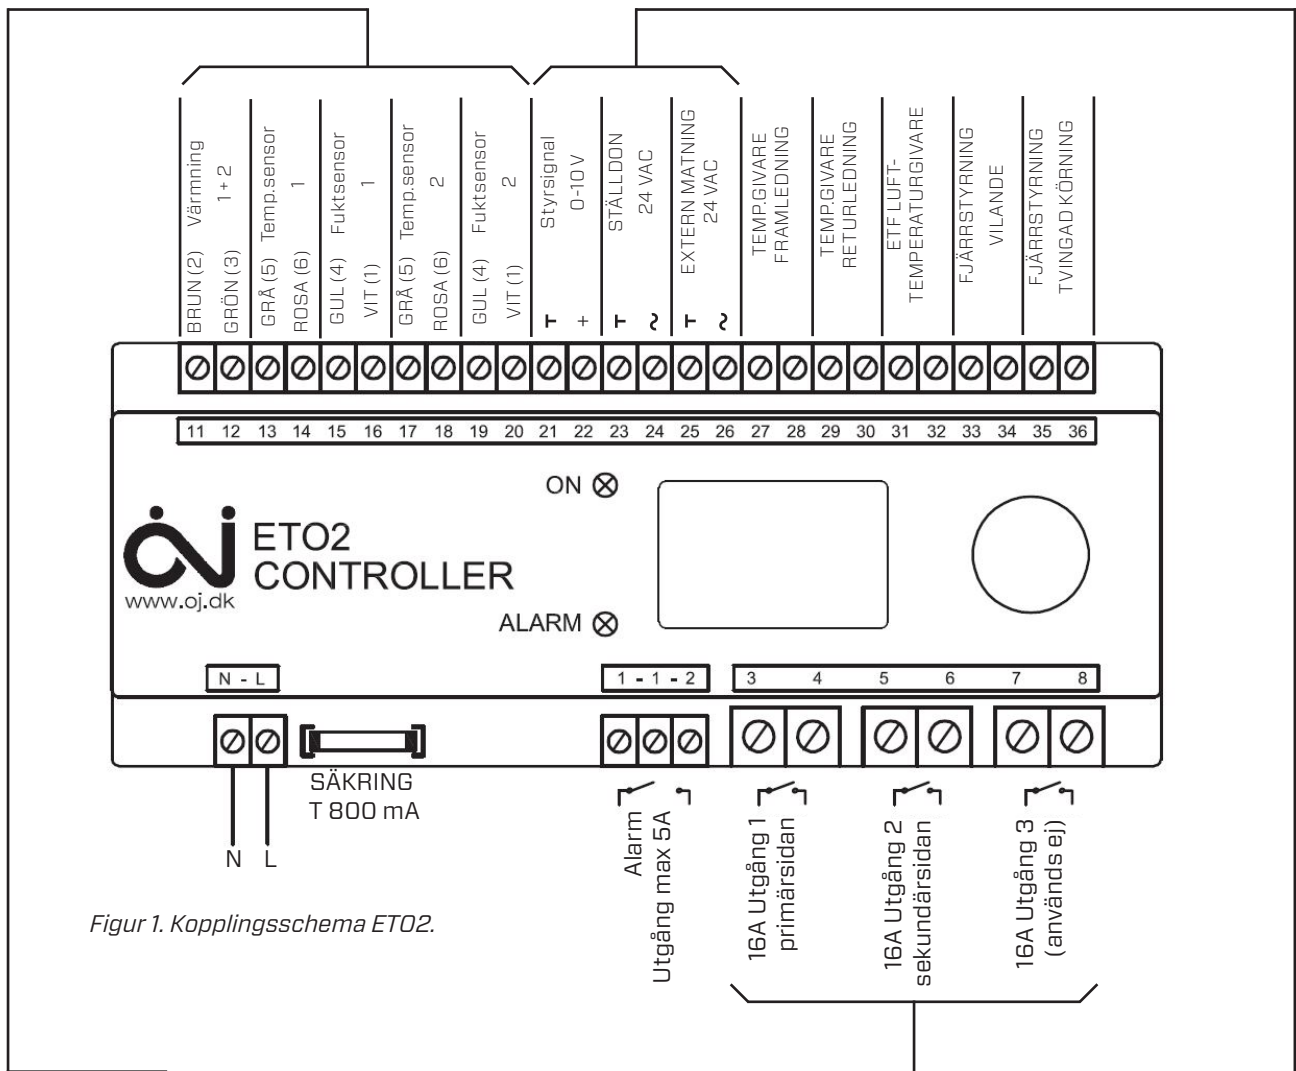 BRUN (2) Värmning
GRÖN (3) 1+2
GRÅ (5) Temp.sensor
ROSA (6) 1
GUL (4) Fuktsensor
VIT (1) 1
GRÅ (5) Temp.sensor
ROSA (6) 2
GUL (4) Fuktsensor
VIT (1) 2
Styrsignal
+ 0-10V
STÄLLDON
~ 24 VAC
EXTERN MATNING
~ 24 VAC
TEMP.GIVARE
FRAMLEDNING
TEMP.GIVARE
RETURLEDNING
ETF LUFT-
TEMPERATURGIVARE
FJÄRRSTYRNING
VILANDE
FJÄRRSTYRNING
TVINGAD KÖRNING
11 12 13 14 15 16 17 18 19 20 21 22 23 24 25 26 27 28 29 30 31 32 33 34 35 36
ON
ÖJ
www.oj.dk
ETO2
CONTROLLER
ALARM
N - L
1 - 1 - 2
3 4 5 6 7 8
SÄKRING
T 800 mA
N L
Alarm
Utgång max 5A
16A Utgång 1
primärsidan
16A Utgång 2
sekundärsidan
16A Utgång 3
(används ej)
Figur 1. Kopplingsschema ETO2.